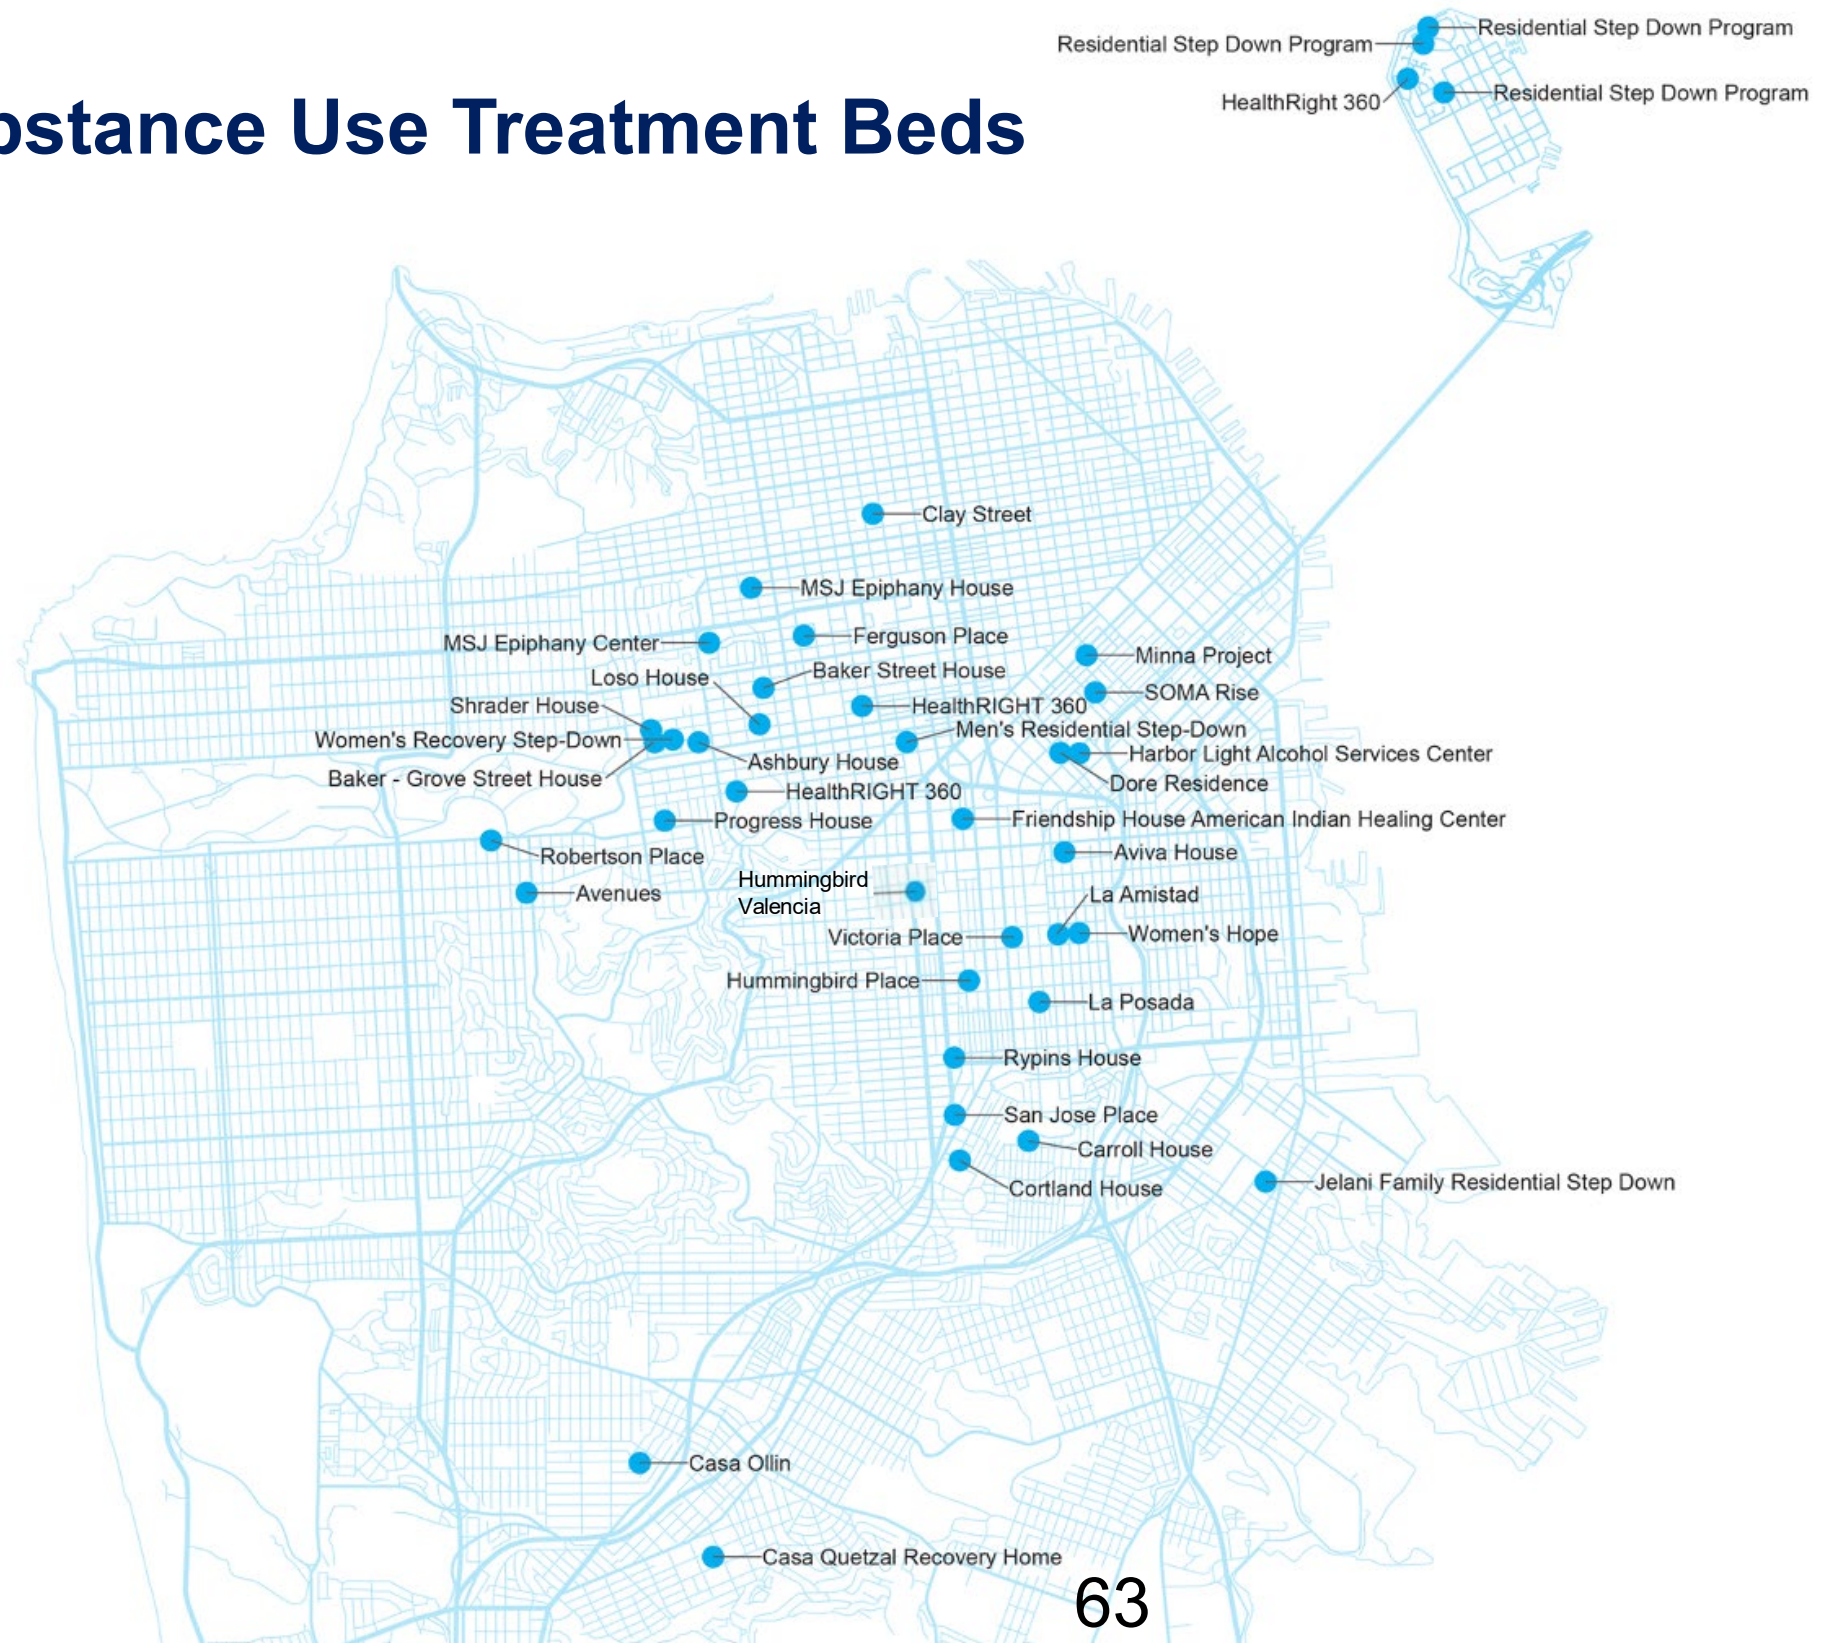 Residential Step Down Program
Residential Step Down Program
Residential Step Down Program
HealthRight 360
bstance Use Treatment Beds
Clay Street
MSJ Epiphany House
Ferguson Place
MSJ Epiphany Center
Minna Project
Baker Street House
Loso House
SOMA Rise
Shrader House
HealthRIGHT 360
Men's Residential Step-Down
Women's Recovery Step-Down
Harbor Light Alcohol Services Center
Ashbury House
Baker - Grove Street House
Dore Residence
HealthRIGHT 360
Friendship House American Indian Healing Center
Progress House
Aviva House
Robertson Place
Hummingbird
Valencia
Avenues
La Amistad
Women's Hope
Victoria Place
Hummingbird Place
La Posada
Rypins House
San Jose Place
Carroll House
Jelani Family Residential Step Down
Cortland House
Casa Ollin
Casa Quetzal Recovery Home
63